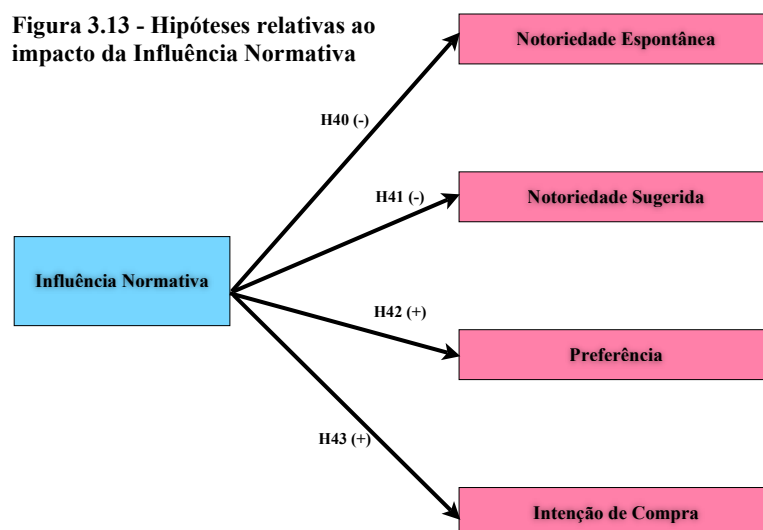 Figura 3.13 - Hipóteses relativas ao
impacto da Influência Normativa
Notoriedade Espontânea
H40 (-)
H41 (-)
Notoriedade Sugerida
Influência Normativa
H42 (+)
Preferência
H43 (+)
Intenção de Compra